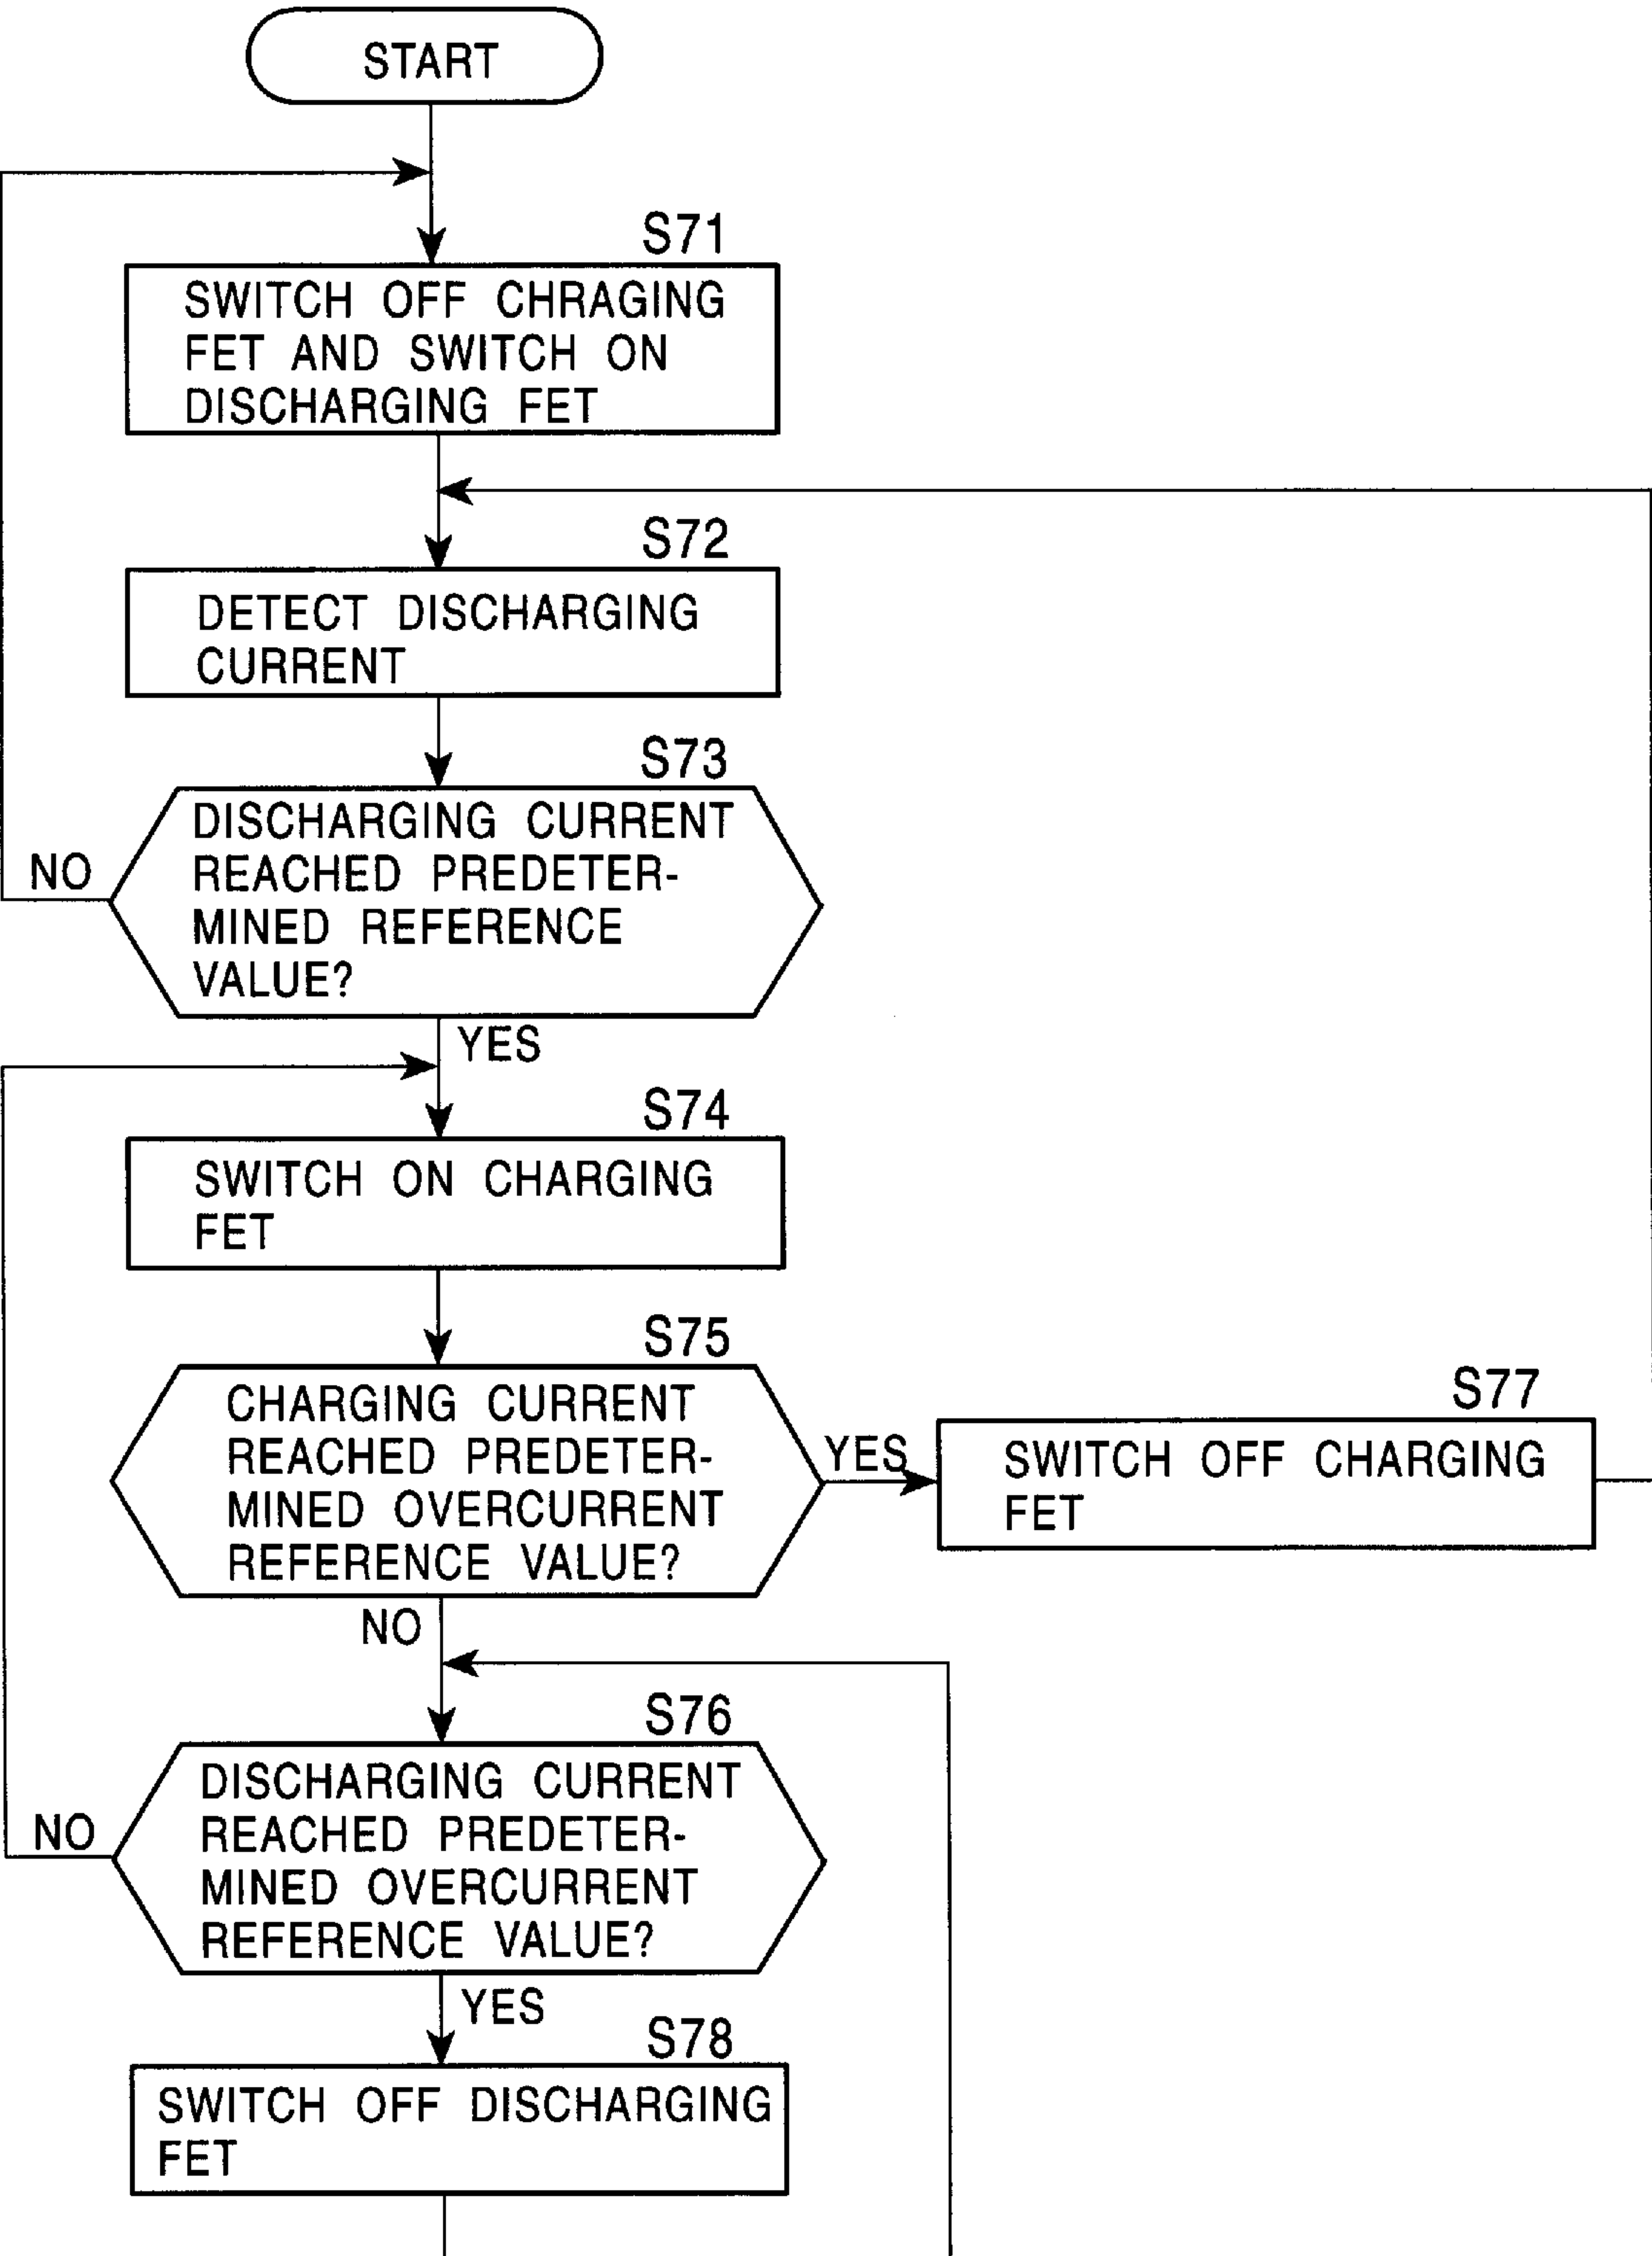 START
S71
SWITCH OFF CHRAGING
FET AND SWITCH ON
DISCHARGING FET
S72
DETECT DISCHARGING
CURRENT
S73
DISCHARGING CURRENT
REACHED PREDETER-
MINED REFERENCE
VALUE?
NO
YES
S74
SWITCH ON CHARGING
FET
S75
CHARGING CURRENT
REACHED PREDETER-
MINED OVERCURRENT
REFERENCE VALUE?
YES
S77
SWITCH OFF CHARGING
FET
NO
S76
DISCHARGING CURRENT
REACHED PREDETER-
MINED OVERCURRENT
REFERENCE VALUE?
NO
YES
S78
SWITCH OFF DISCHARGING
FET